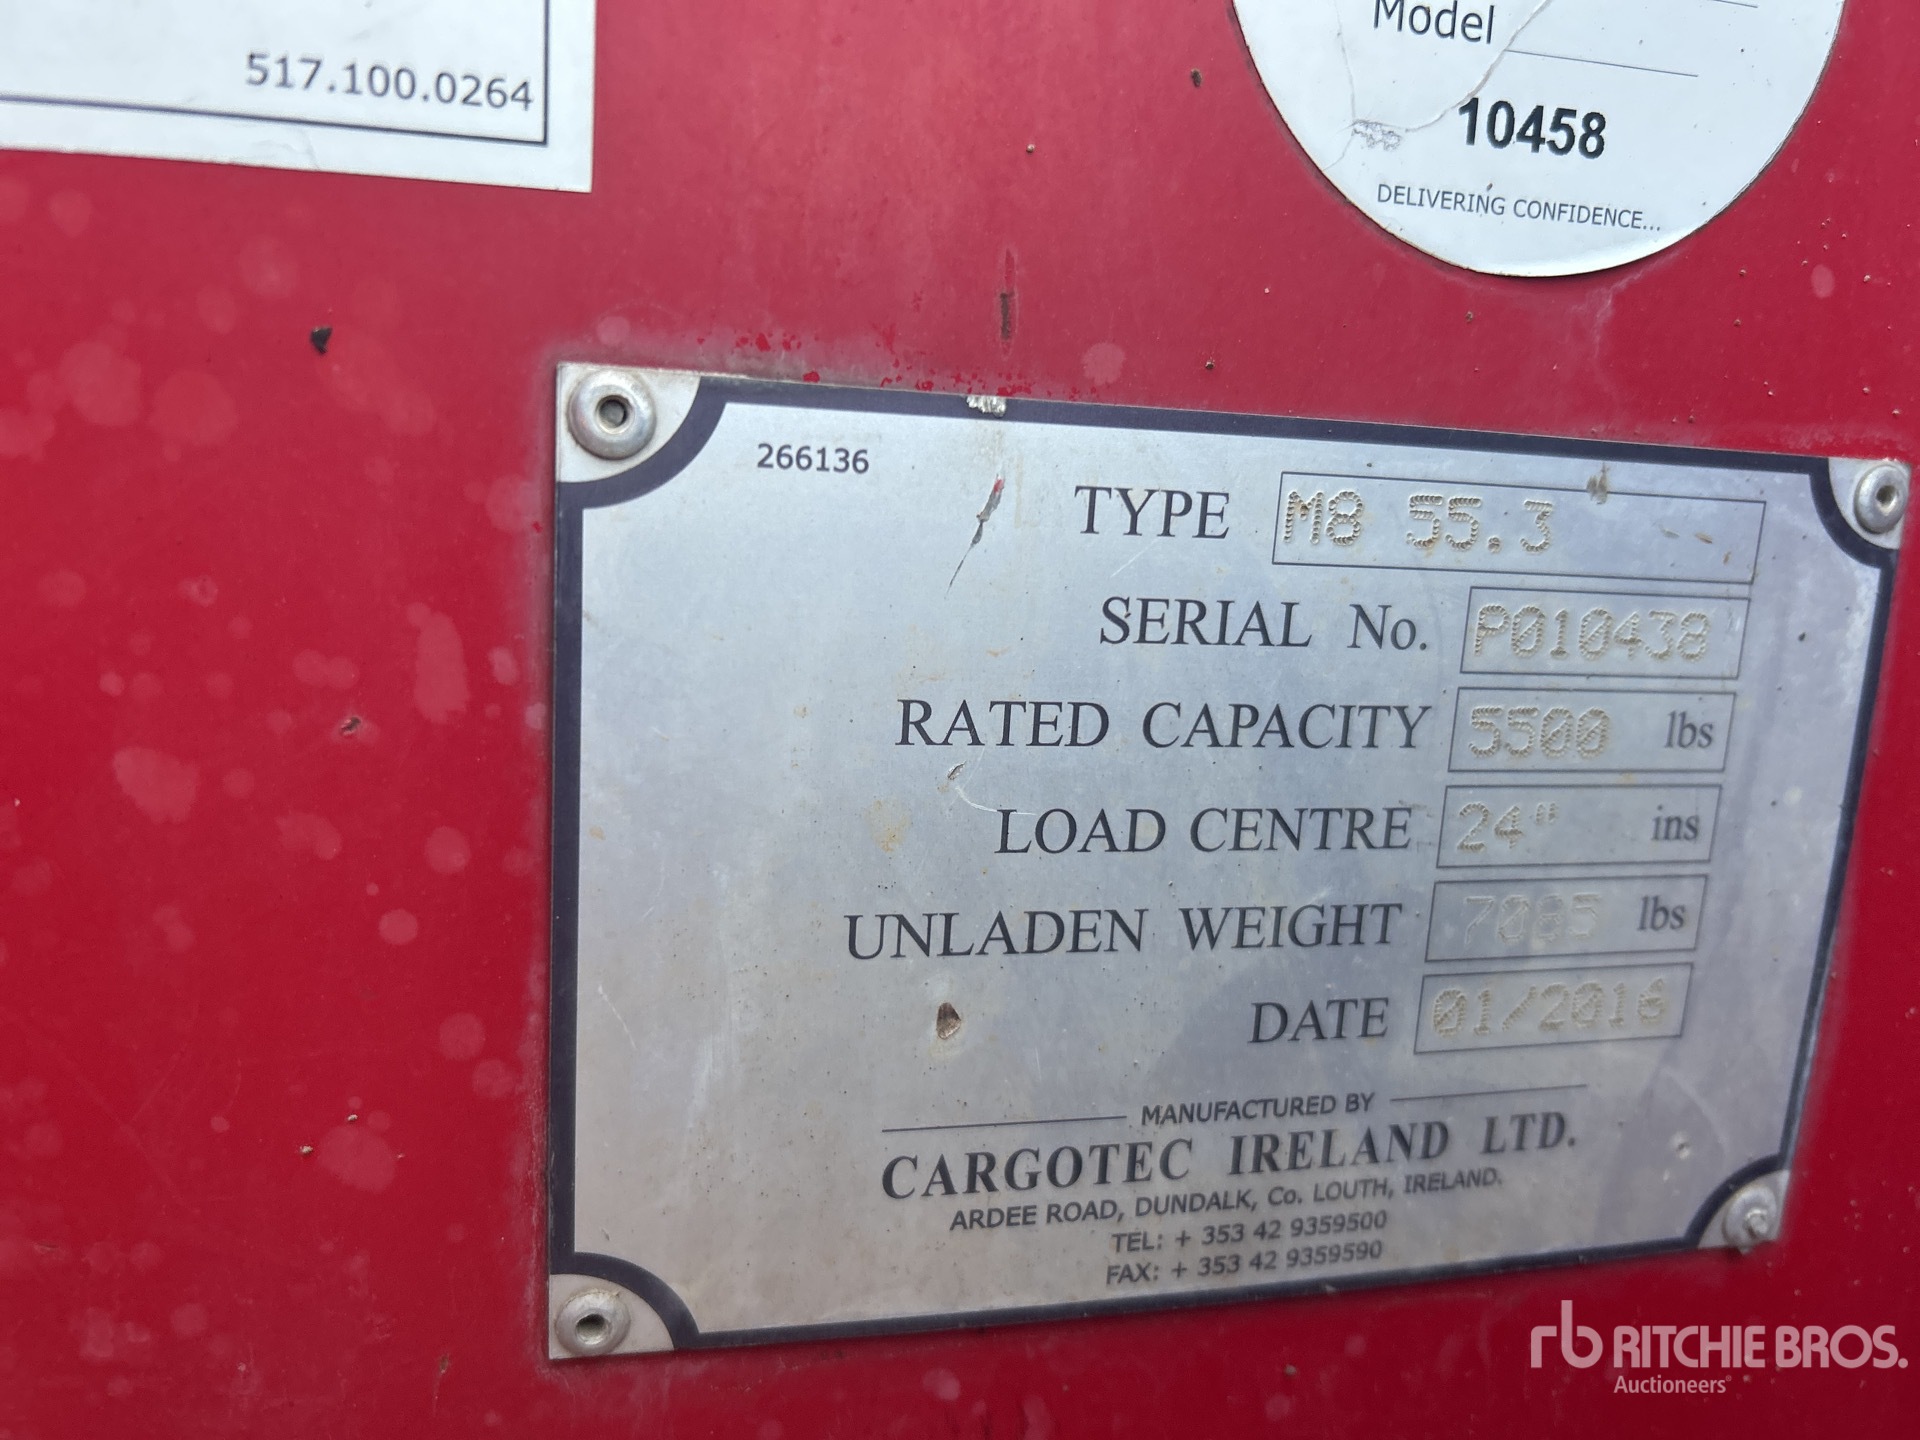 517.100.0264
Model
10458
DELIVERING CONFIDENCE...
266136
TYPE M8 55.3
SERIAL No. P010438
RATED CAPACITY 5500 lbs
LOAD CENTRE 24" ins
UNLADEN WEIGHT 7085 lbs
DATE 01/2016
MANUFACTURED BY
CARGOTEC IRELAND LTD.
ARDEE ROAD, DUNDALK, Co. LOUTH, IRELAND.
TEL: + 353 42 9359500
FAX: + 353 42 9359590
rb RITCHIE BROS.
Auctioneers